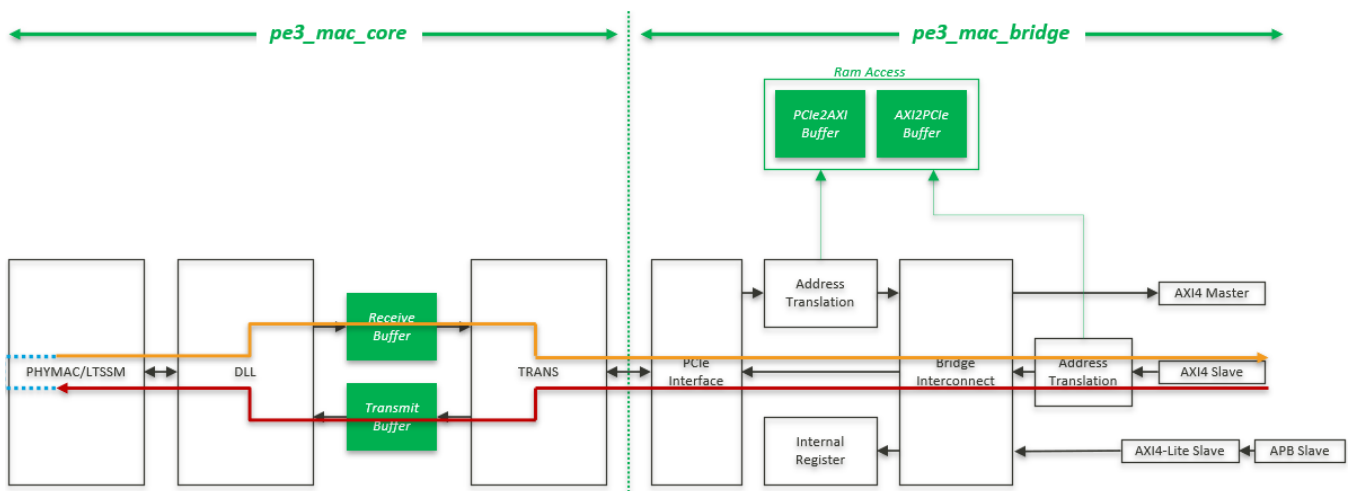 pe3_mac_core
pe3_mac_bridge
Ram Access
PCIe2AXI
Buffer
AXI2PCIe
Buffer
Address
Translation
AXI4 Master
Receive
Buffer
PHYMAC/LTSSM
DLL
TRANS
PCIe
Interface
Bridge
Interconnect
Address
Translation
AXI4 Slave
Transmit
Buffer
Internal
Register
AXI4-Lite Slave
APB Slave